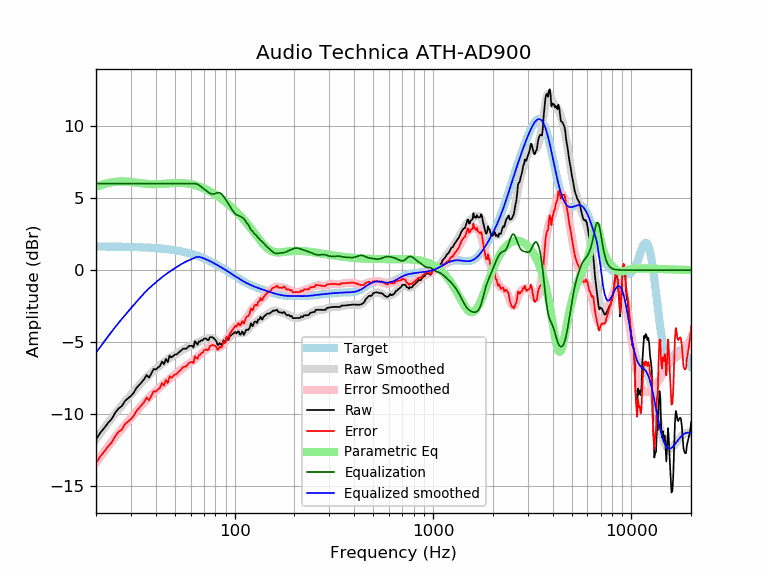 Audio Technica ATH-AD900
Amplitude (dBr)
10
5
0
−5
−10
−15
Target
Raw Smoothed
Error Smoothed
Raw
Error
Parametric Eq
Equalization
Equalized smoothed
100
1000
10000
Frequency (Hz)